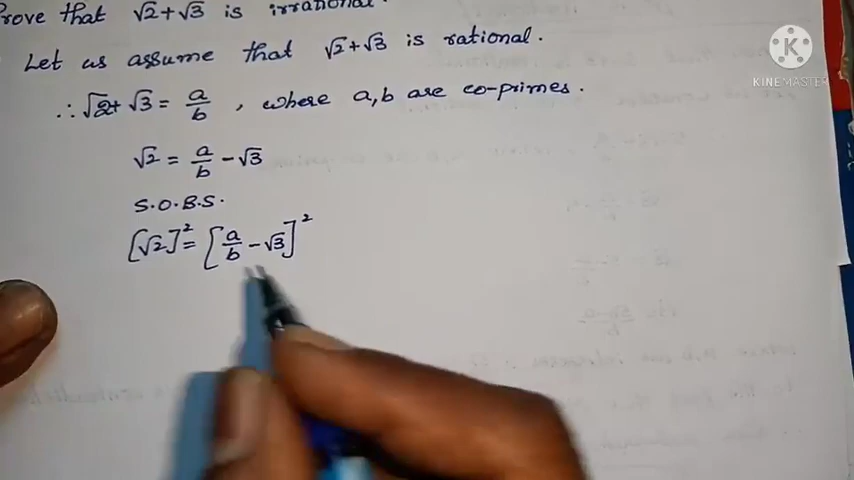 Prove that √2+√3 is irrational.
Let us assume that √2+√3 is rational.
∴ √2+√3 = a/b , where a,b are co-primes.
√2 = a/b - √3
S.O.B.S.
[√2]² = [a/b - √3]²
KINEMASTER